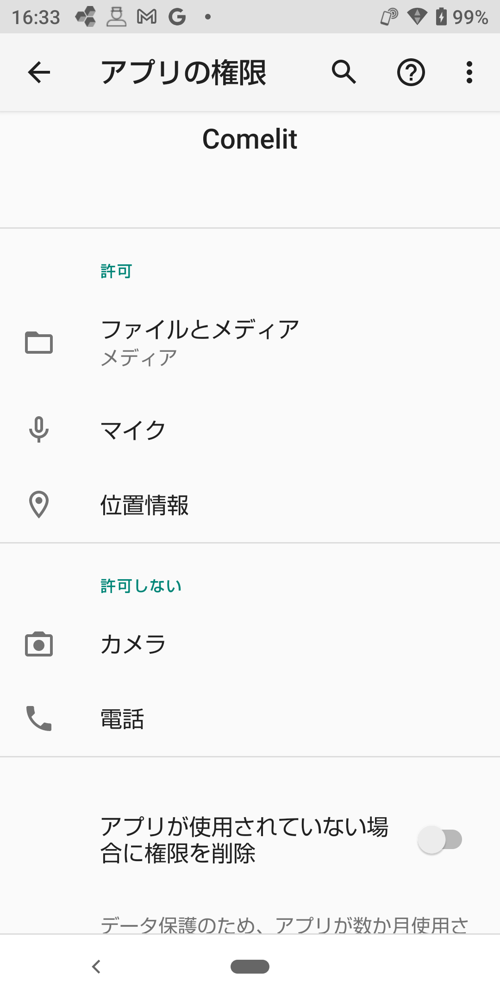 16:33 99%
アプリの権限
Comelit
許可
ファイルとメディア
メディア
マイク
位置情報
許可しない
カメラ
電話
アプリが使用されていない場
合に権限を削除
データ保護のため、アプリが数か月使用さ